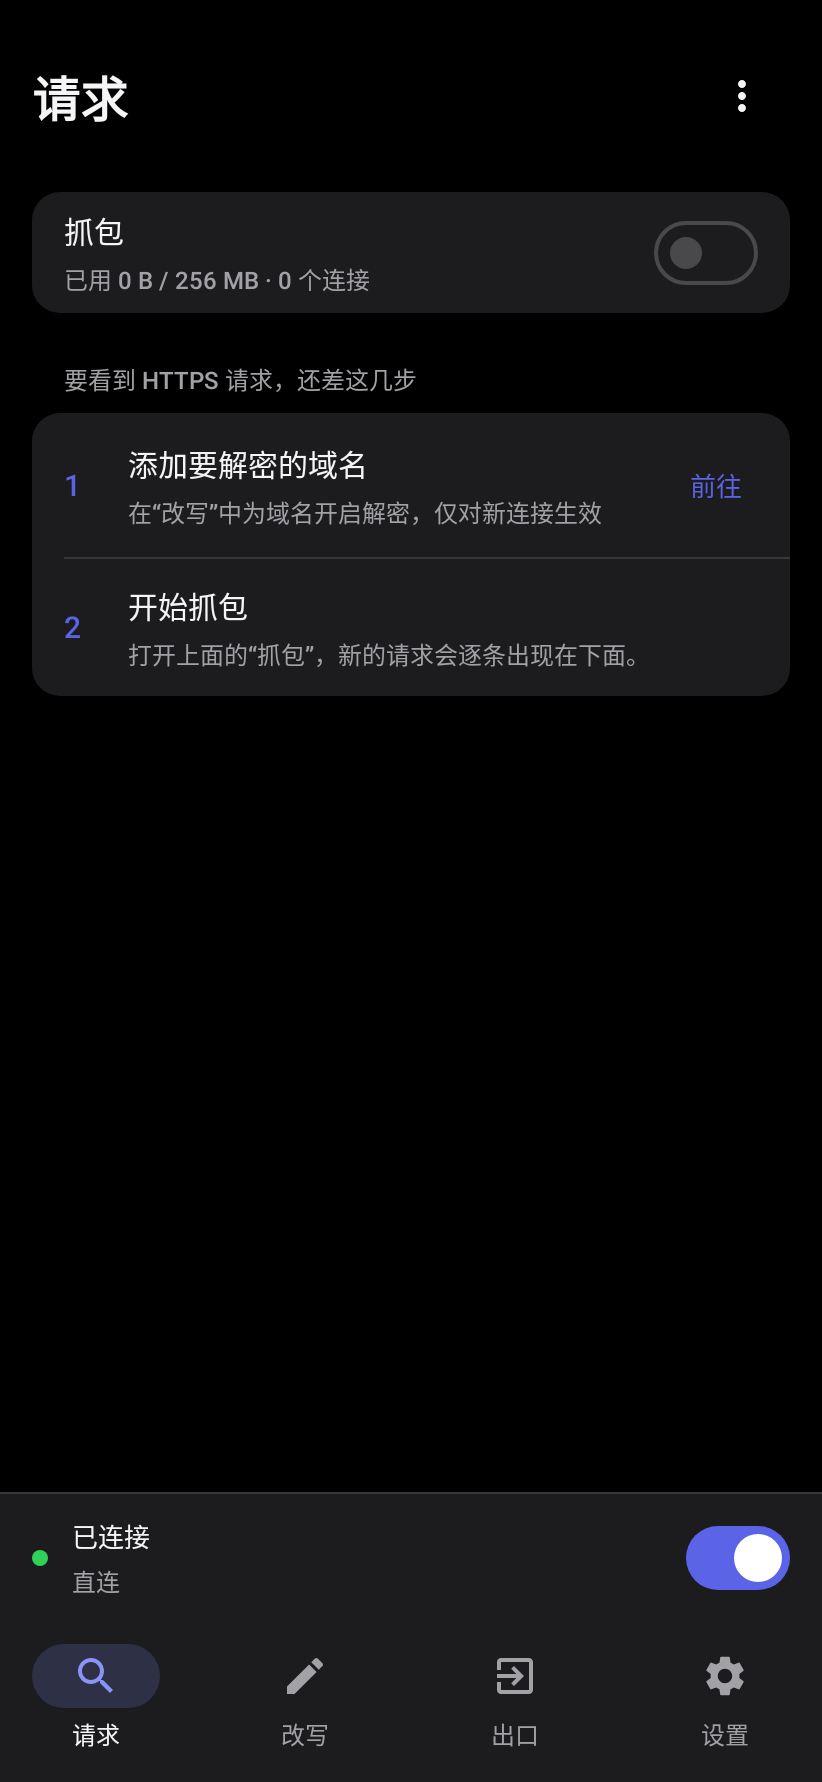 请求
抓包
已用 0 B / 256 MB · 0 个连接
要看到 HTTPS 请求，还差这几步
1
添加要解密的域名
在“改写”中为域名开启解密，仅对新连接生效
前往
2
开始抓包
打开上面的“抓包”，新的请求会逐条出现在下面。
已连接
直连
请求
改写
出口
设置